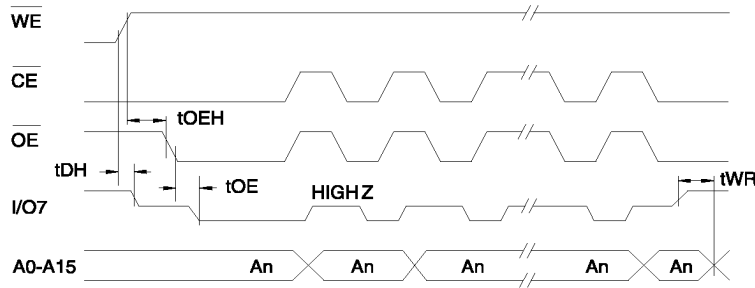 WE
CE
tOEH
OE
tDH
tOE
HIGH Z
tWR
I/O7
A0-A15 An An An An An